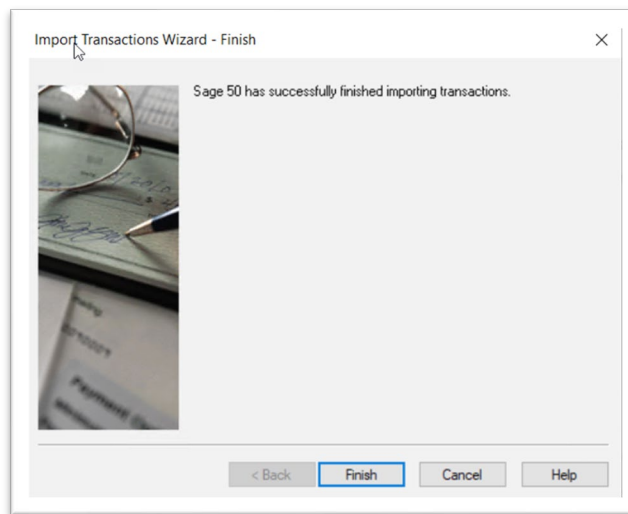 Import Transactions Wizard - Finish
Sage 50 has successfully finished importing transactions.
< Back
Finish
Cancel
Help